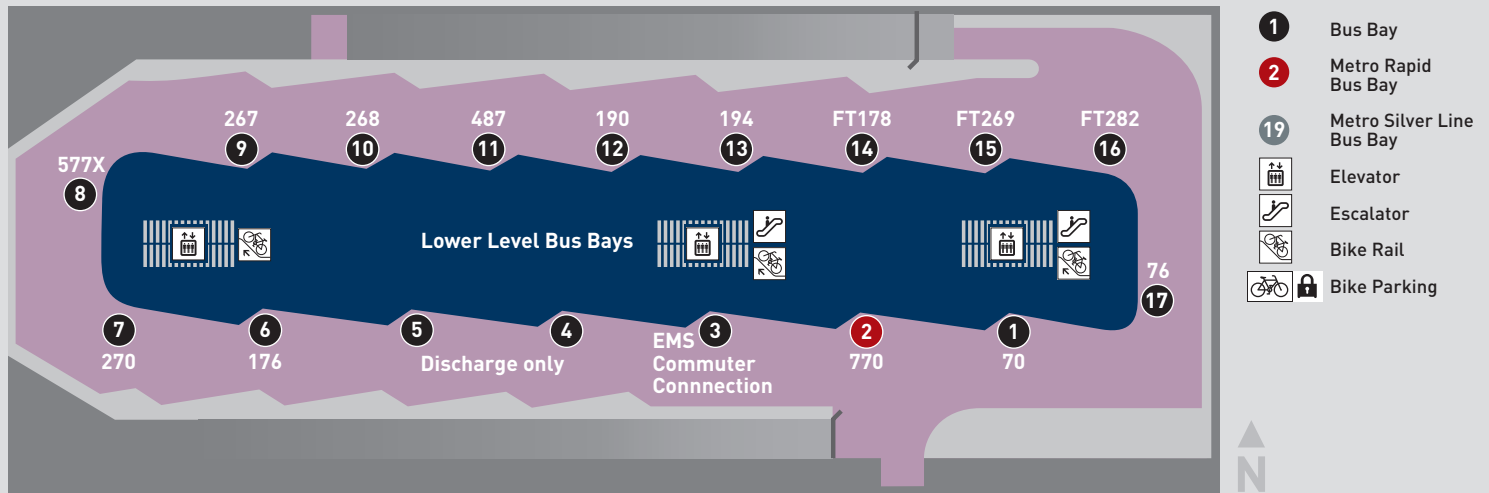 267
268
487
190
194
FT178
FT269
FT282
9
10
11
12
13
14
15
16
577X
8
Lower Level Bus Bays
76
17
7
6
5
4
3
2
1
270
176
Discharge only
EMS
Commuter
Connnection
770
70
1 Bus Bay
2 Metro Rapid
Bus Bay
19 Metro Silver Line
Bus Bay
Elevator
Escalator
Bike Rail
Bike Parking
N